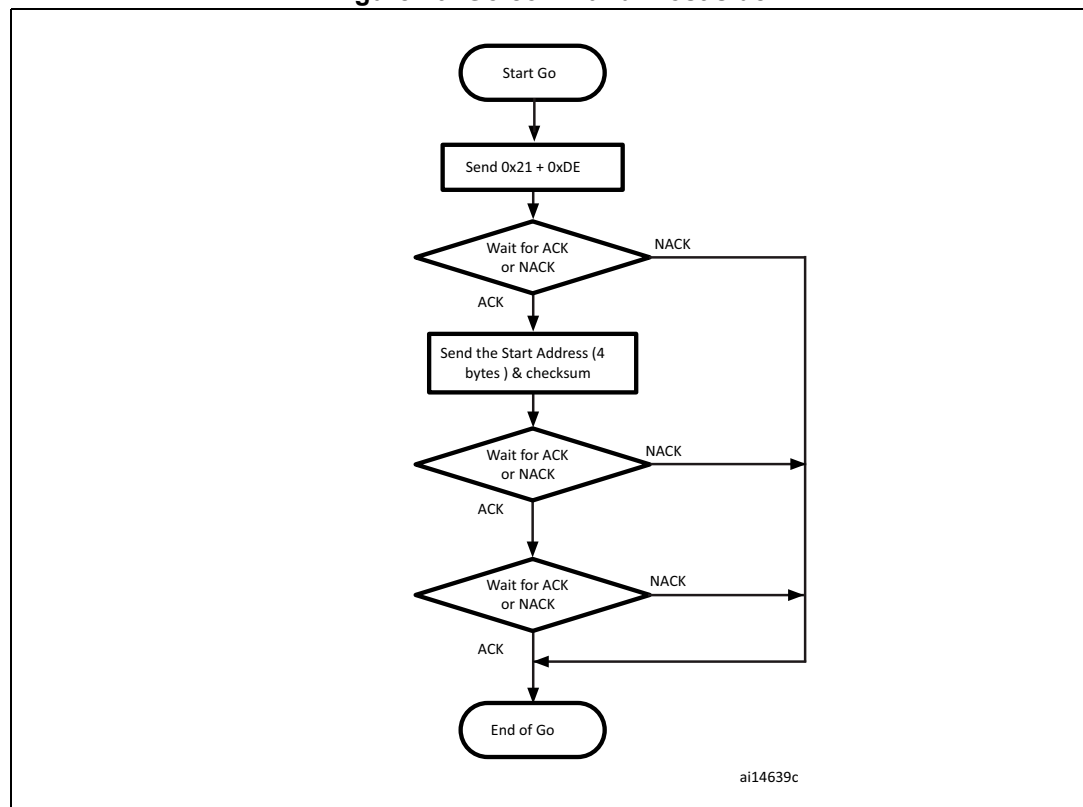 Start Go
Send 0x21 + 0xDE
Wait for ACK
or NACK
NACK
ACK
Send the Start Address (4
bytes ) & checksum
Wait for ACK
or NACK
NACK
ACK
Wait for ACK
or NACK
NACK
ACK
End of Go
ai14639c